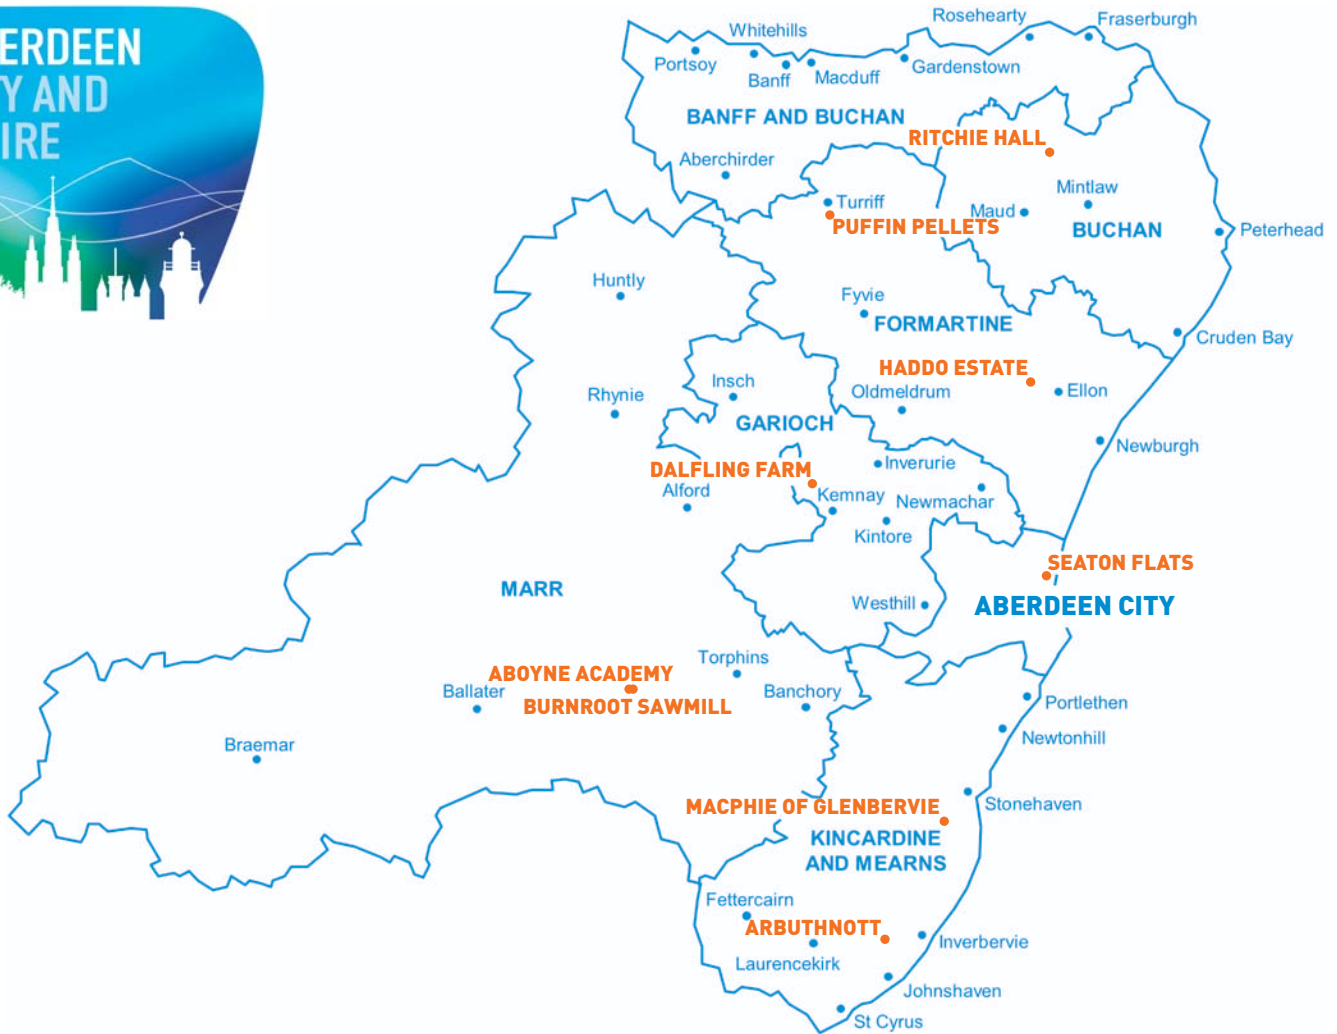 ERDEEN
Y AND
IRE
Rosehearty
Fraserburgh
Whitehills
Portsoy
Banff
Macduff
Gardenstown
BANFF AND BUCHAN
RITCHIE HALL
Aberchirder
Mintlaw
Turriff
Maud
PUFFIN PELLETS
BUCHAN
Peterhead
Huntly
Fyvie
FORMARTINE
Cruden Bay
HADDO ESTATE
Insch
Rhynie
Oldmeldrum
Ellon
GARIOCH
Newburgh
Inverurie
DALFLING FARM
Alford
Kemnay
Newmachar
Kintore
SEATON FLATS
MARR
Westhill
ABERDEEN CITY
Torphins
ABOYNE ACADEMY
Ballater
Banchory
BURNROOT SAWMILL
Portlethen
Newtonhill
Braemar
Stonehaven
MACPHIE OF GLENBERVIE
KINCARDINE
AND MEARNS
Fettercairn
ARBUTHNOTT
Inverbervie
Laurencekirk
Johnshaven
St Cyrus